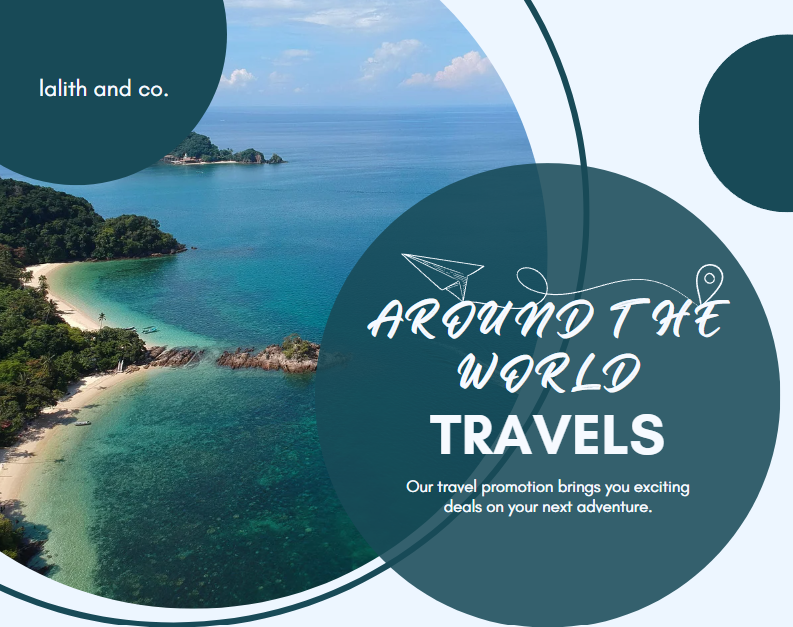 lalith and co.
AROUND THE
WORLD
TRAVELS
Our travel promotion brings you exciting
deals on your next adventure.